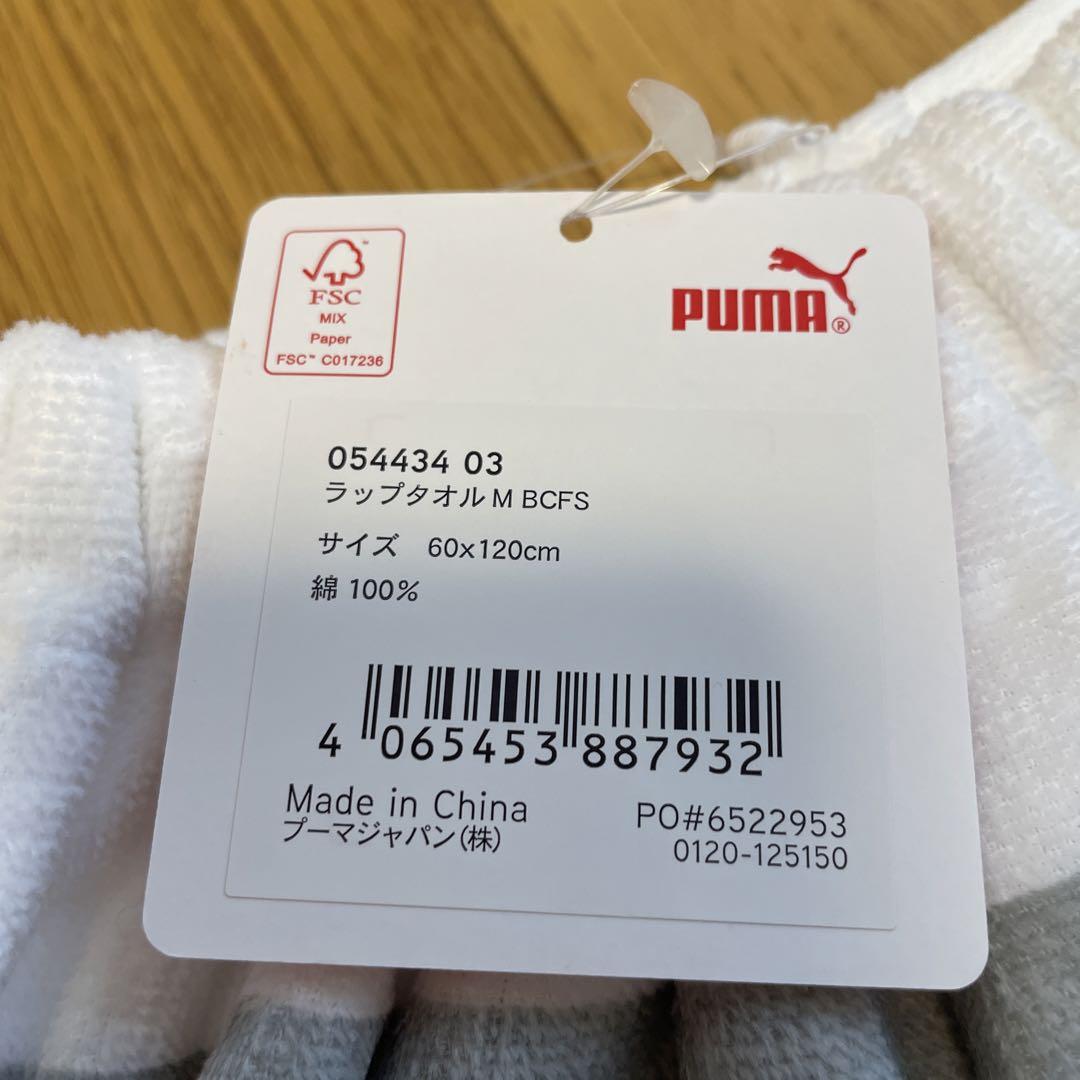 FSC™
MIX
Paper
FSC™ C017236
PUMA®
054434 03
ラップタオル M BCFS
サイズ 60x120cm
綿 100%
4 065453 887932
Made in China
プーマジャパン(株)
PO#6522953
0120-125150